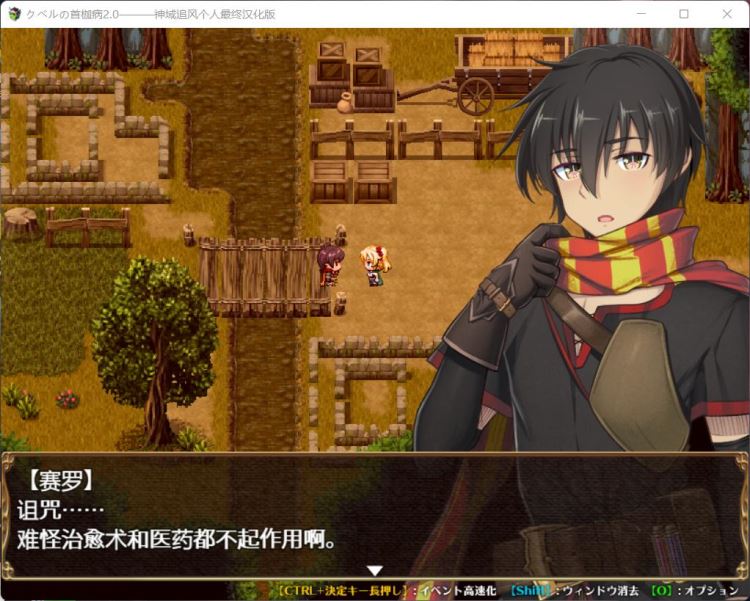 クベルの首枷病2.0———神域追风个人最终汉化版
【赛罗】
诅咒……
难怪治愈术和医药都不起作用啊。
【CTRL+決定キー長押し】：イベント高速化 【Shift】：ウィンドウ消去 【O】：オプション